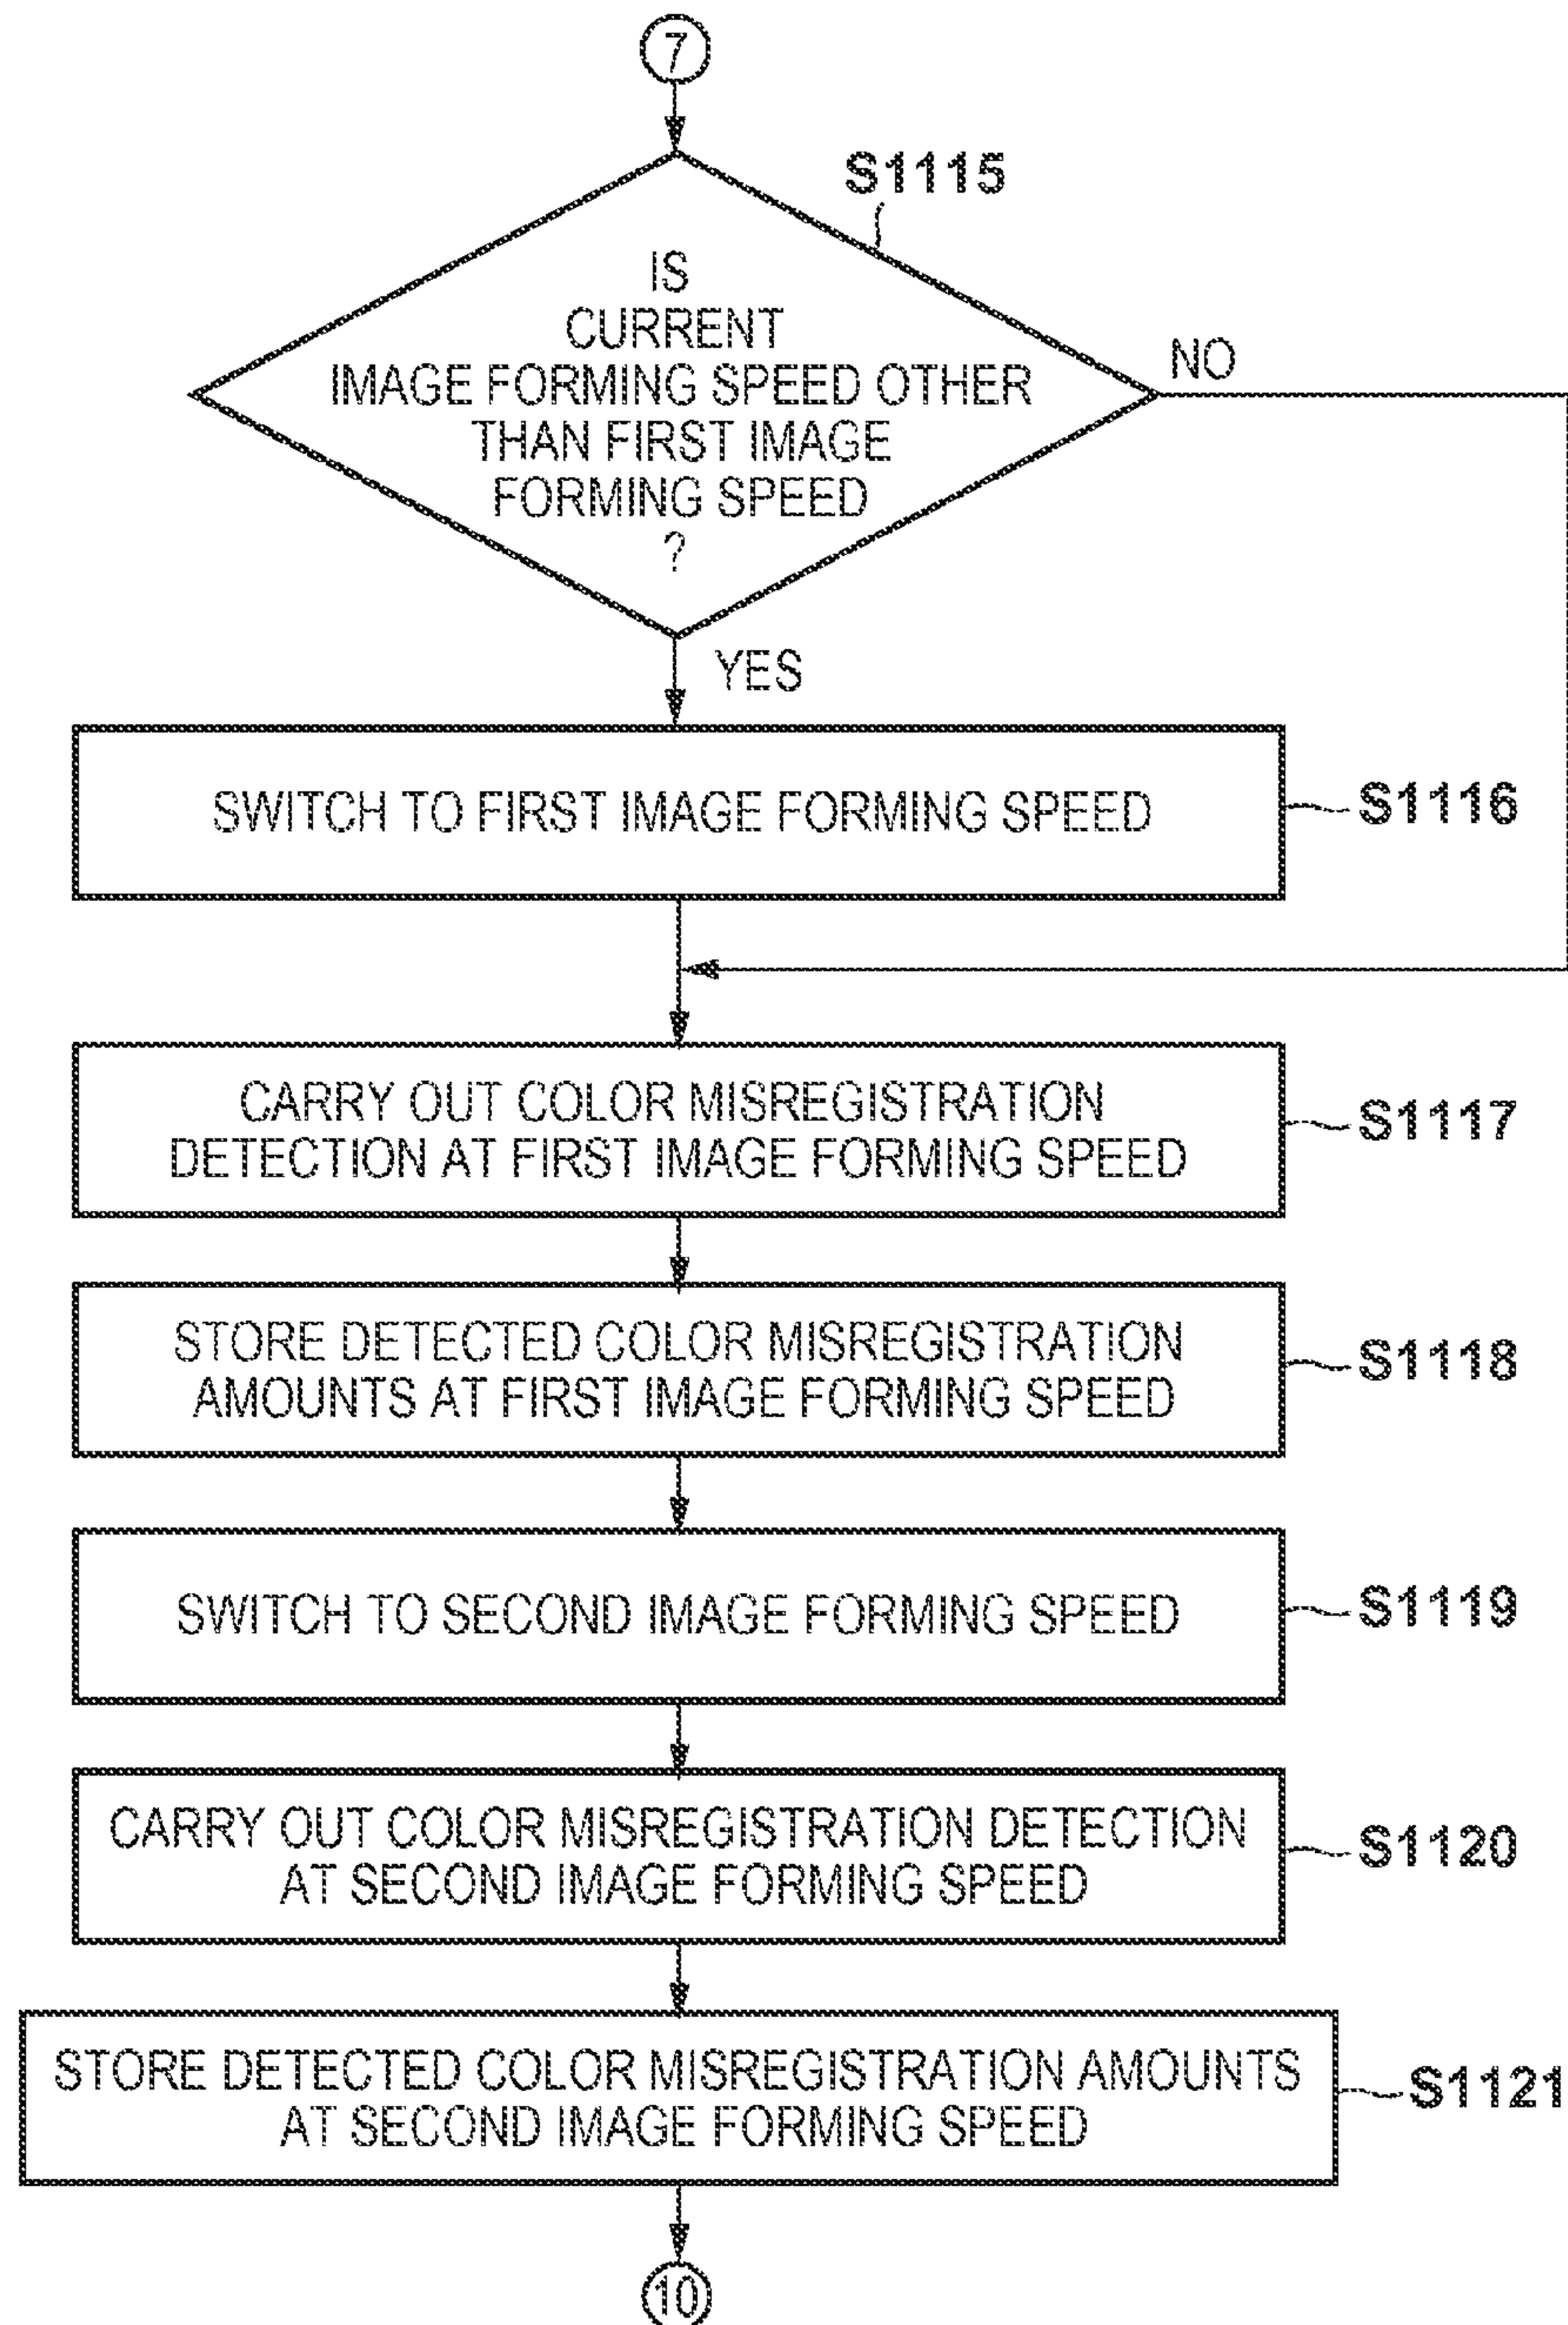 7
S1115
IS
CURRENT
IMAGE FORMING SPEED OTHER
THAN FIRST IMAGE
FORMING SPEED
?
NO
YES
SWITCH TO FIRST IMAGE FORMING SPEED
S1116
CARRY OUT COLOR MISREGISTRATION
DETECTION AT FIRST IMAGE FORMING SPEED
S1117
STORE DETECTED COLOR MISREGISTRATION
AMOUNTS AT FIRST IMAGE FORMING SPEED
S1118
SWITCH TO SECOND IMAGE FORMING SPEED
S1119
CARRY OUT COLOR MISREGISTRATION DETECTION
AT SECOND IMAGE FORMING SPEED
S1120
STORE DETECTED COLOR MISREGISTRATION AMOUNTS
AT SECOND IMAGE FORMING SPEED
S1121
10